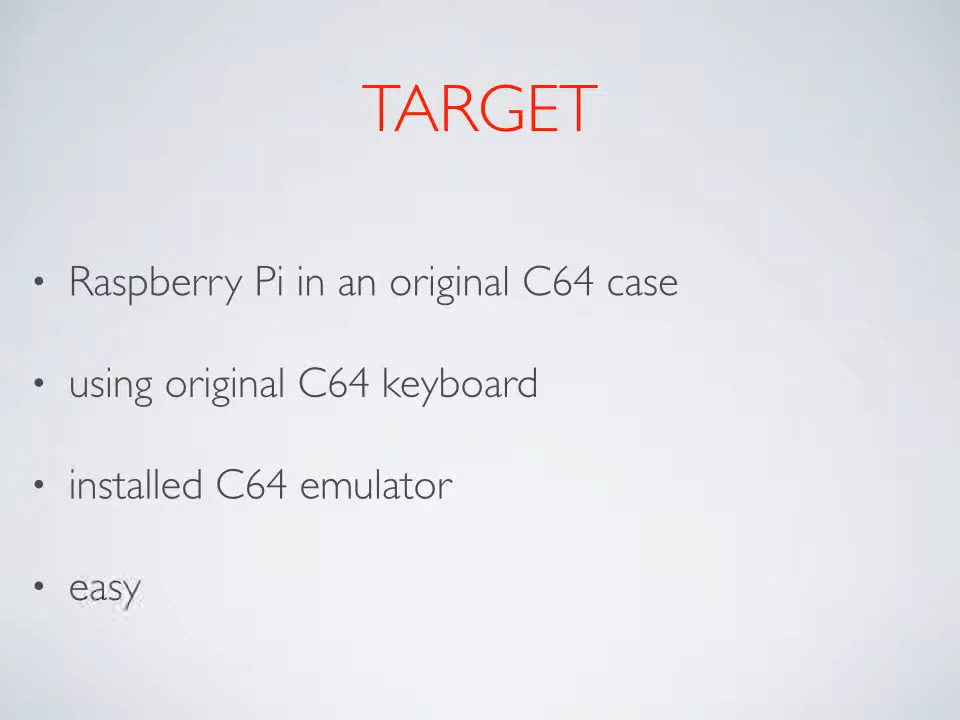 TARGET
• Raspberry Pi in an original C64 case
• using original C64 keyboard
• installed C64 emulator
• easy